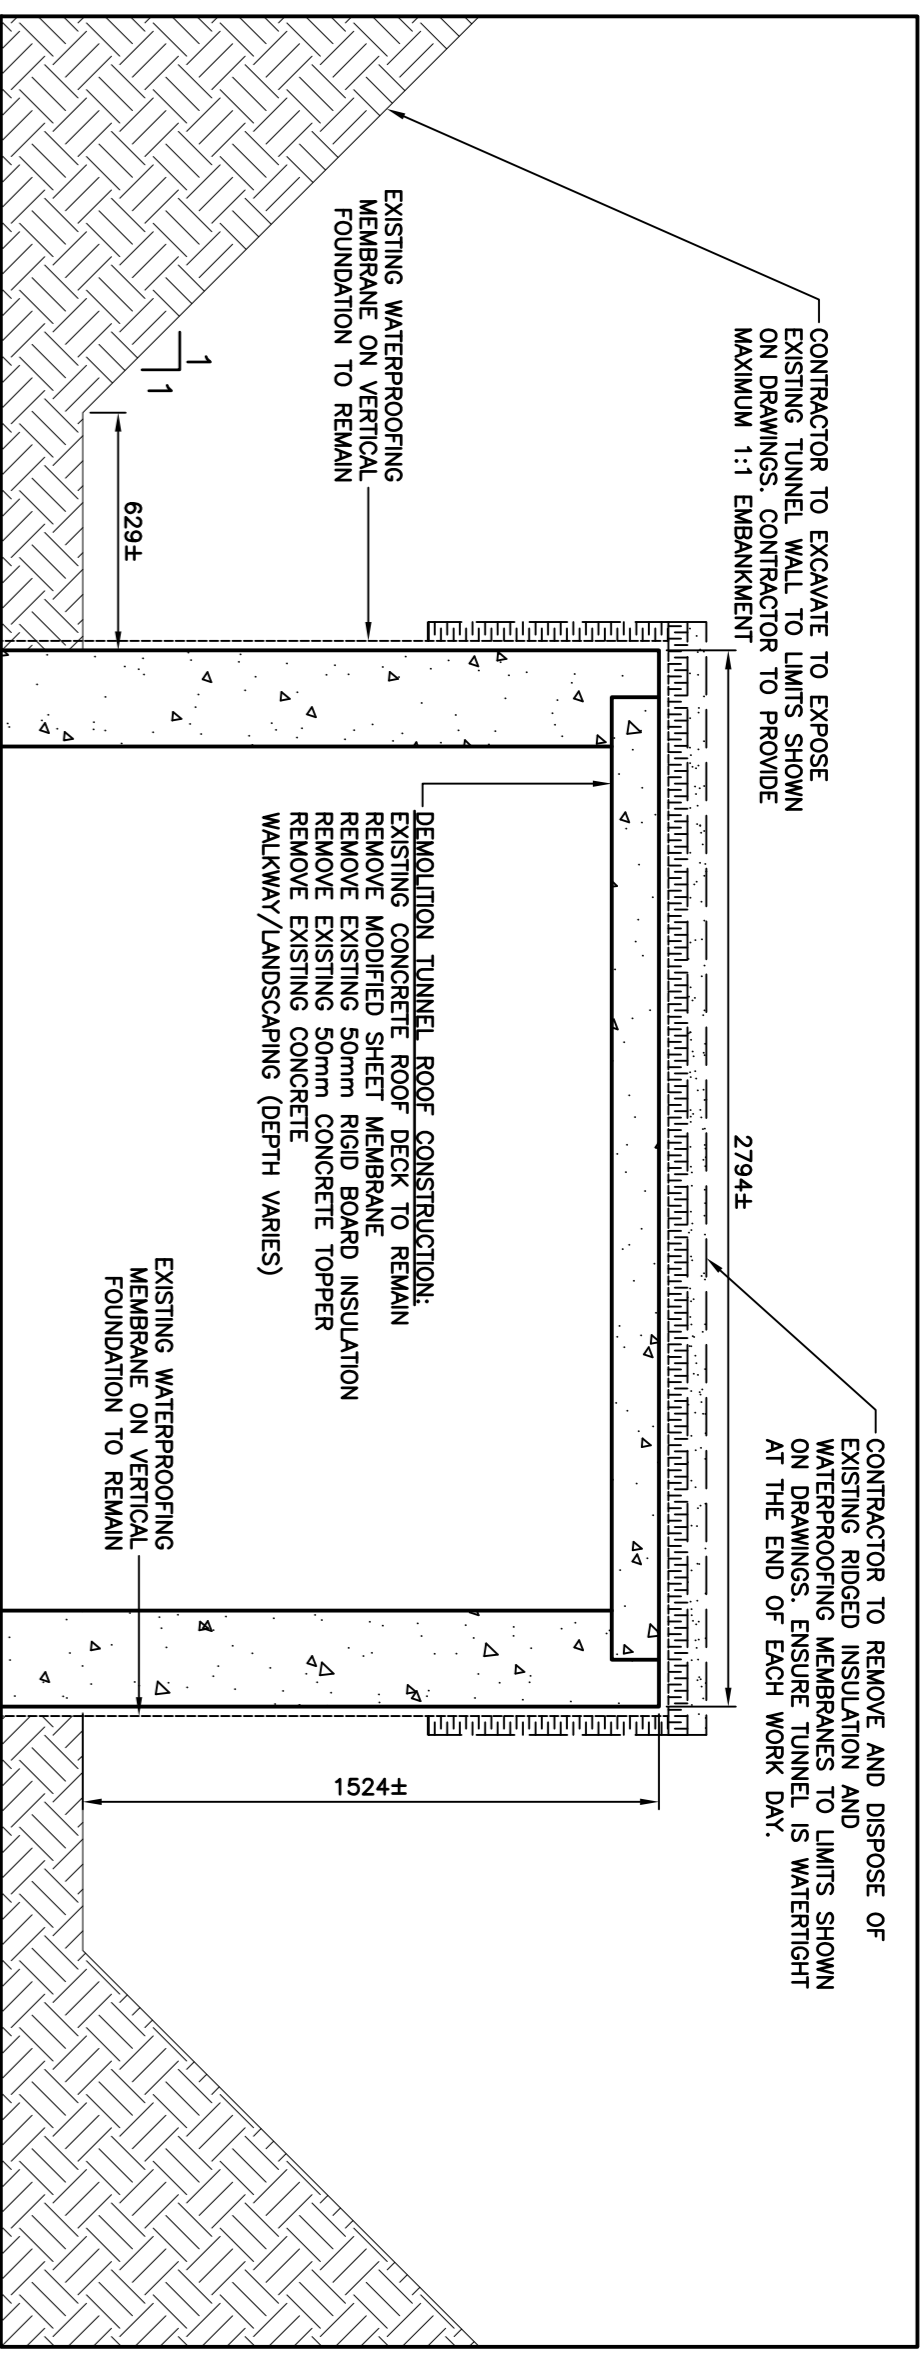 CONTRACTOR TO EXCAVATE TO EXPOSE
EXISTING TUNNEL WALL TO LIMITS SHOWN
ON DRAWINGS. CONTRACTOR TO PROVIDE
MAXIMUM 1:1 EMBANKMENT
CONTRACTOR TO REMOVE AND DISPOSE OF
EXISTING RIDGED INSULATION AND
WATERPROOFING MEMBRANES TO LIMITS SHOWN
ON DRAWINGS. ENSURE TUNNEL IS WATERTIGHT
AT THE END OF EACH WORK DAY.
2794±
EXISTING WATERPROOFING
MEMBRANE ON VERTICAL
FOUNDATION TO REMAIN
DEMOLITION TUNNEL ROOF CONSTRUCTION:
EXISTING CONCRETE ROOF DECK TO REMAIN
REMOVE MODIFIED SHEET MEMBRANE
REMOVE EXISTING 50mm RIGID BOARD INSULATION
REMOVE EXISTING 50mm CONCRETE TOPPER
REMOVE EXISTING CONCRETE
WALKWAY/LANDSCAPING (DEPTH VARIES)
1524±
1
1
629±
EXISTING WATERPROOFING
MEMBRANE ON VERTICAL
FOUNDATION TO REMAIN